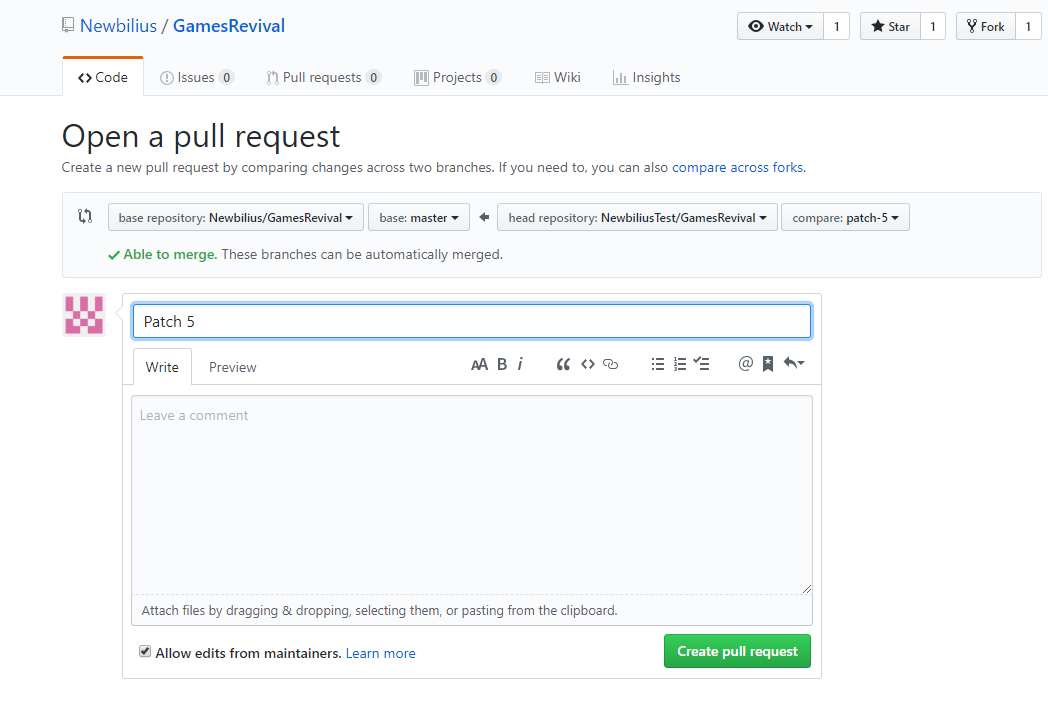 Newbilius / GamesRevival
Watch 1 Star 1 Fork 1
Code Issues 0 Pull requests 0 Projects 0 Wiki Insights
Open a pull request
Create a new pull request by comparing changes across two branches. If you need to, you can also compare across forks.
base repository: Newbilius/GamesRevival base: master head repository: NewbiliusTest/GamesRevival compare: patch-5
Able to merge. These branches can be automatically merged.
Patch 5
Write Preview AA B i @
Leave a comment
Attach files by dragging & dropping, selecting them, or pasting from the clipboard.
Allow edits from maintainers. Learn more Create pull request